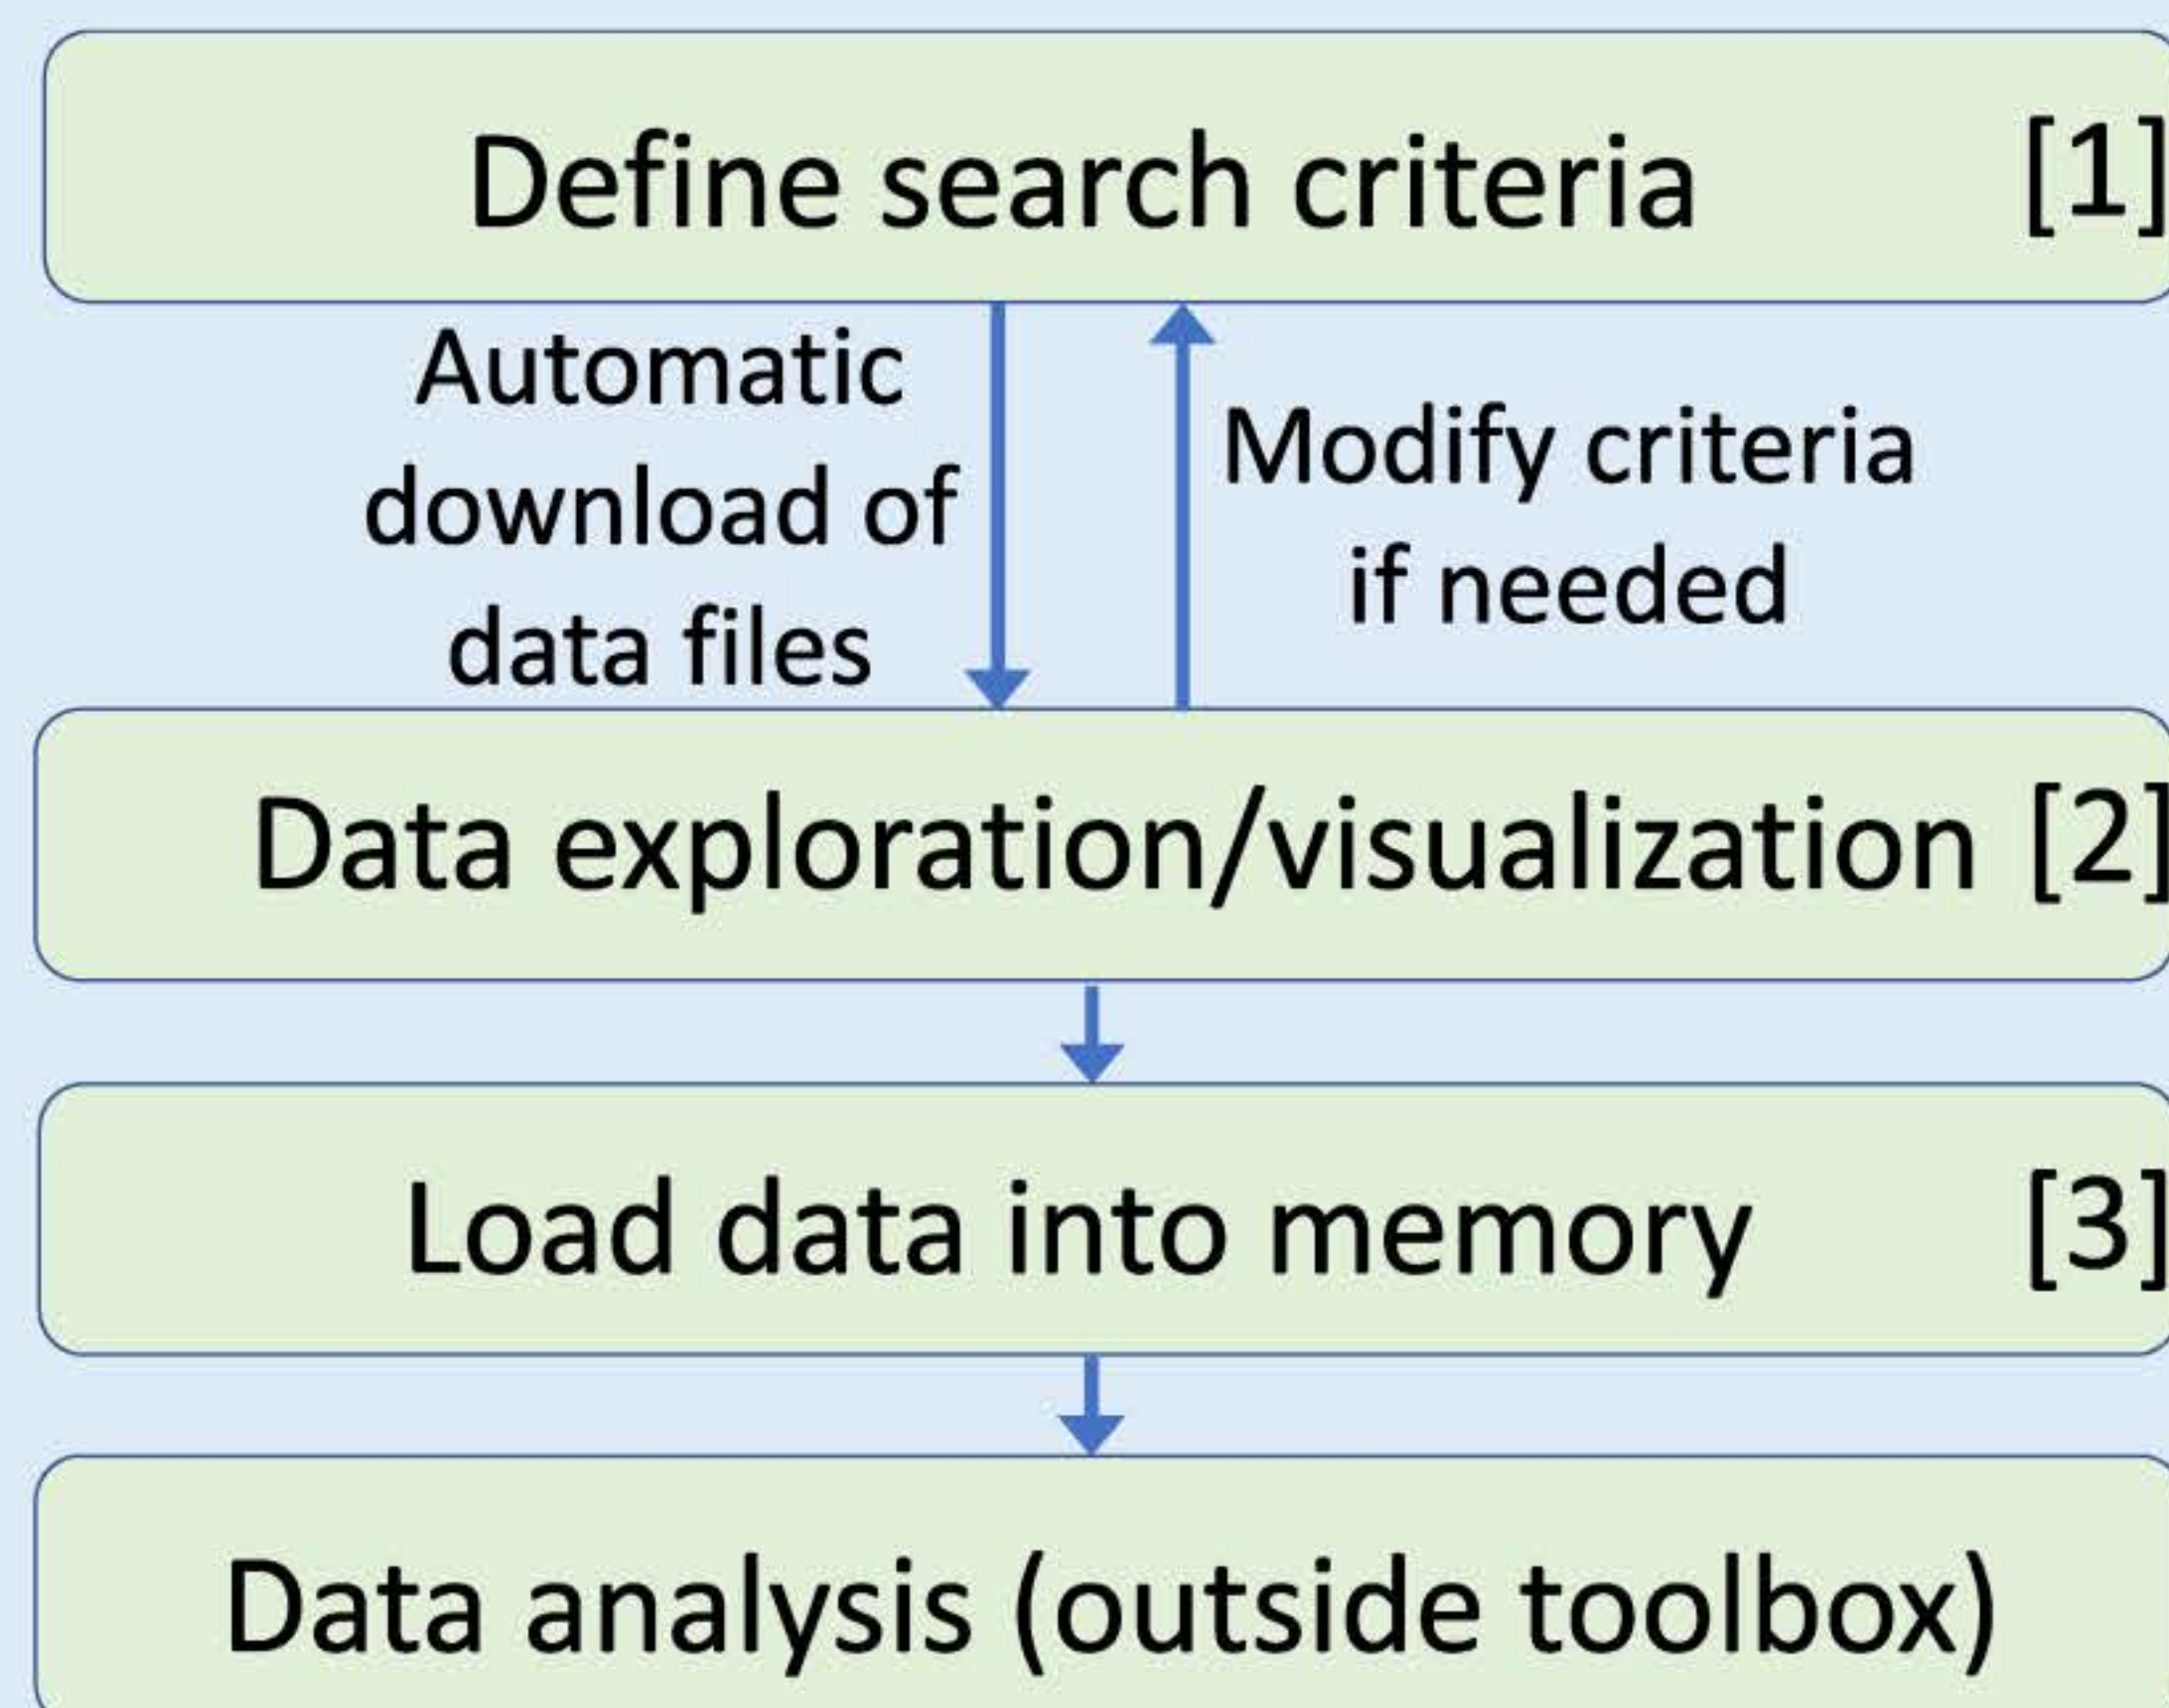 Define search criteria [1]
Automatic
download of
data files
Modify criteria
if needed
Data exploration/visualization [2]
Load data into memory [3]
Data analysis (outside toolbox)